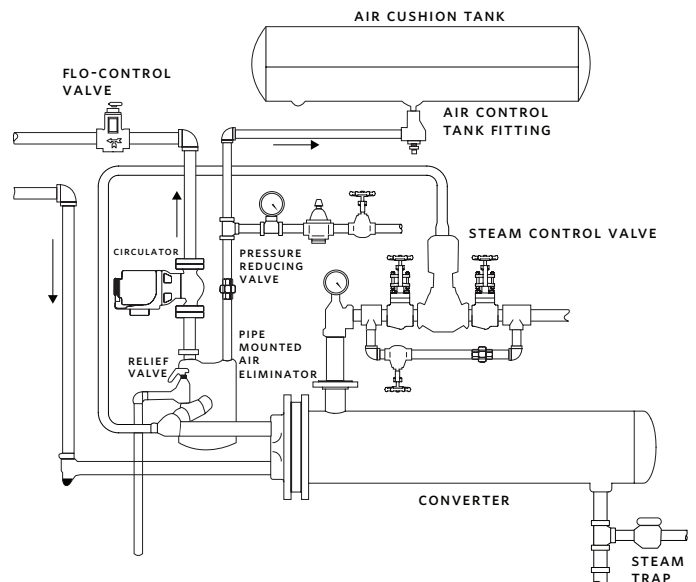 AIR CUSHION TANK
FLO-CONTROL
VALVE
AIR CONTROL
TANK FITTING
STEAM CONTROL VALVE
CIRCULATOR
PRESSURE
REDUCING
VALVE
PIPE
MOUNTED
AIR
ELIMINATOR
RELIEF
VALVE
CONVERTER
STEAM
TRAP